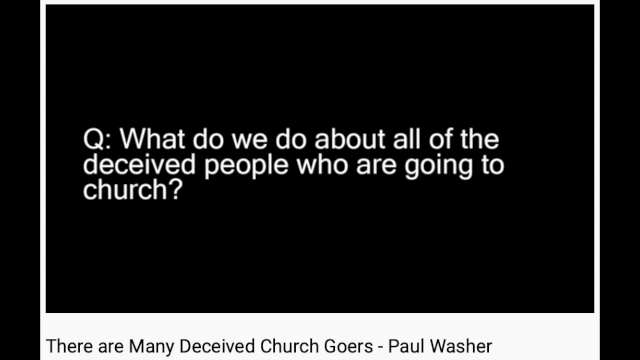 Q: What do we do about all of the
deceived people who are going to
church?
There are Many Deceived Church Goers - Paul Washer